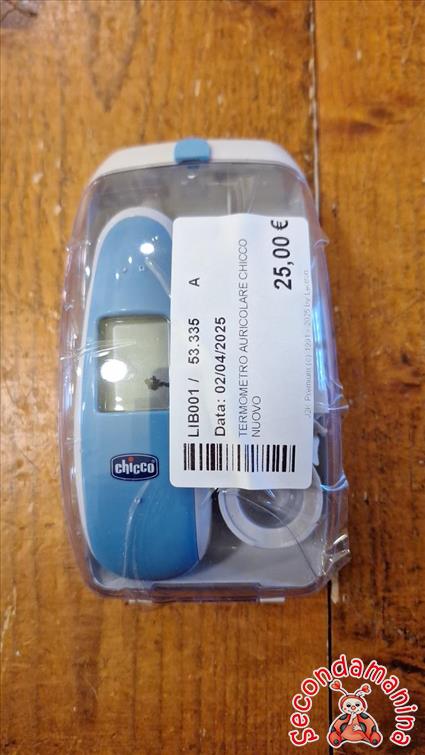 LIB001 / 53.335 A
Data: 02/04/2025
TERMOMETRO AURICOLARE CHICCO
NUOVO
25,00 €
chicco
Secondamanina